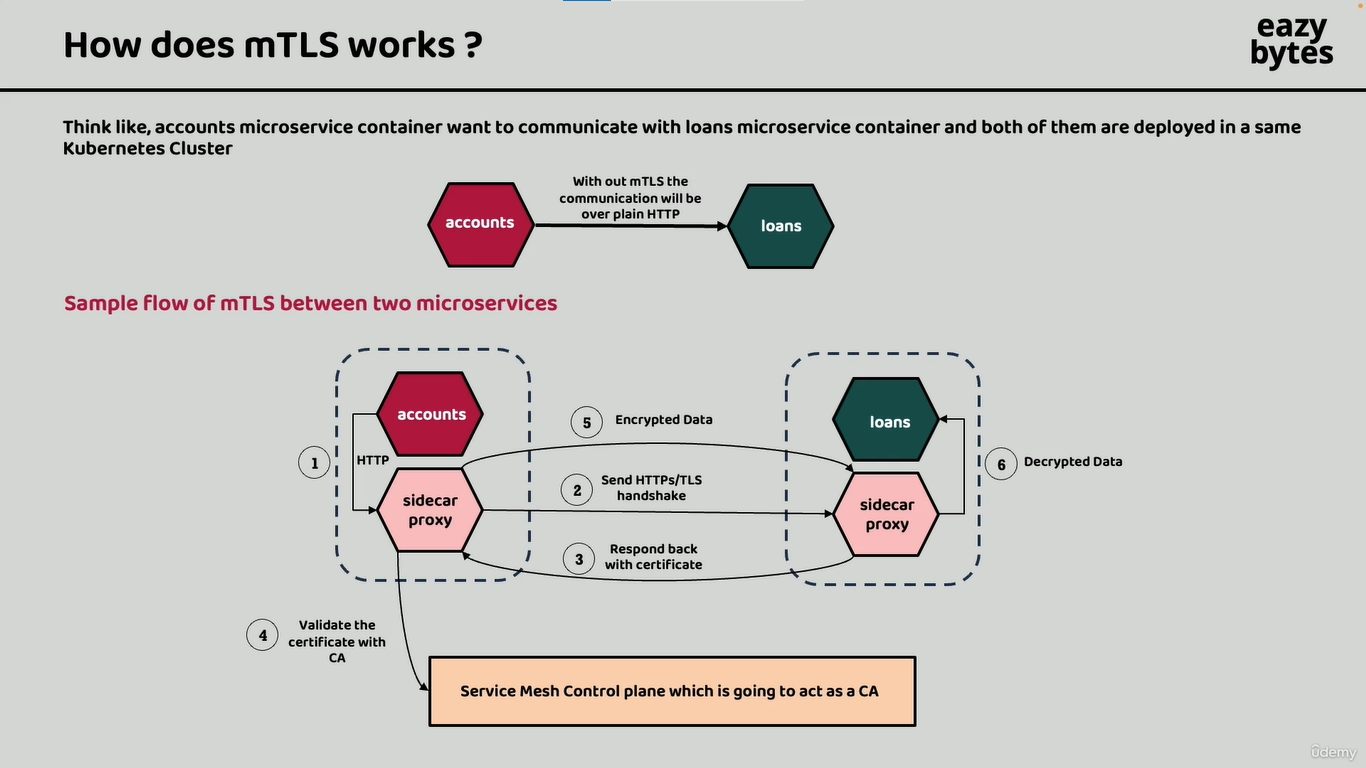 How does mTLS works ?
eazy
bytes
Think like, accounts microservice container want to communicate with loans microservice container and both of them are deployed in a same
Kubernetes Cluster
With out mTLS the
communication will be
over plain HTTP
accounts
loans
Sample flow of mTLS between two microservices
accounts
loans
5 Encrypted Data
1
HTTP
6 Decrypted Data
2 Send HTTPs/TLS
handshake
sidecar
proxy
sidecar
proxy
3 Respond back
with certificate
4 Validate the
certificate with
CA
Service Mesh Control plane which is going to act as a CA
ûdemy